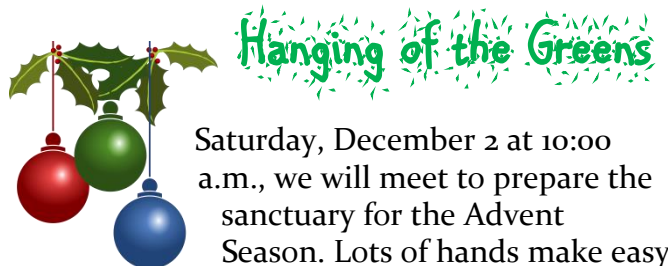 Hanging of the Greens
Saturday, December 2 at 10:00
a.m., we will meet to prepare the
sanctuary for the Advent
Season. Lots of hands make easy